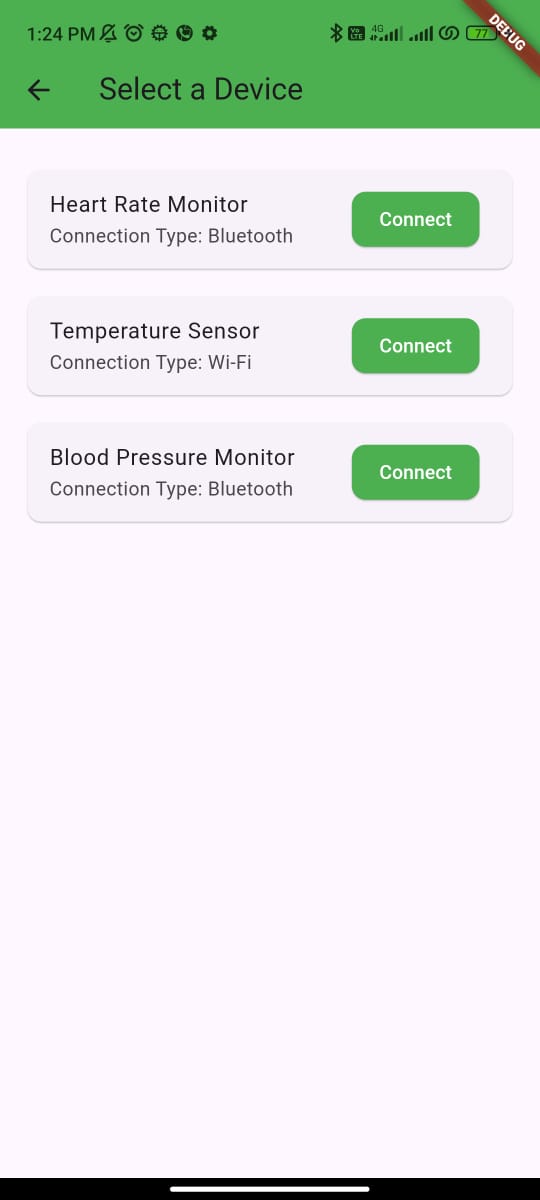 1:24 PM
Vo LTE
4G
77
DEBUG
Select a Device
Heart Rate Monitor
Connection Type: Bluetooth
Connect
Temperature Sensor
Connection Type: Wi-Fi
Connect
Blood Pressure Monitor
Connection Type: Bluetooth
Connect